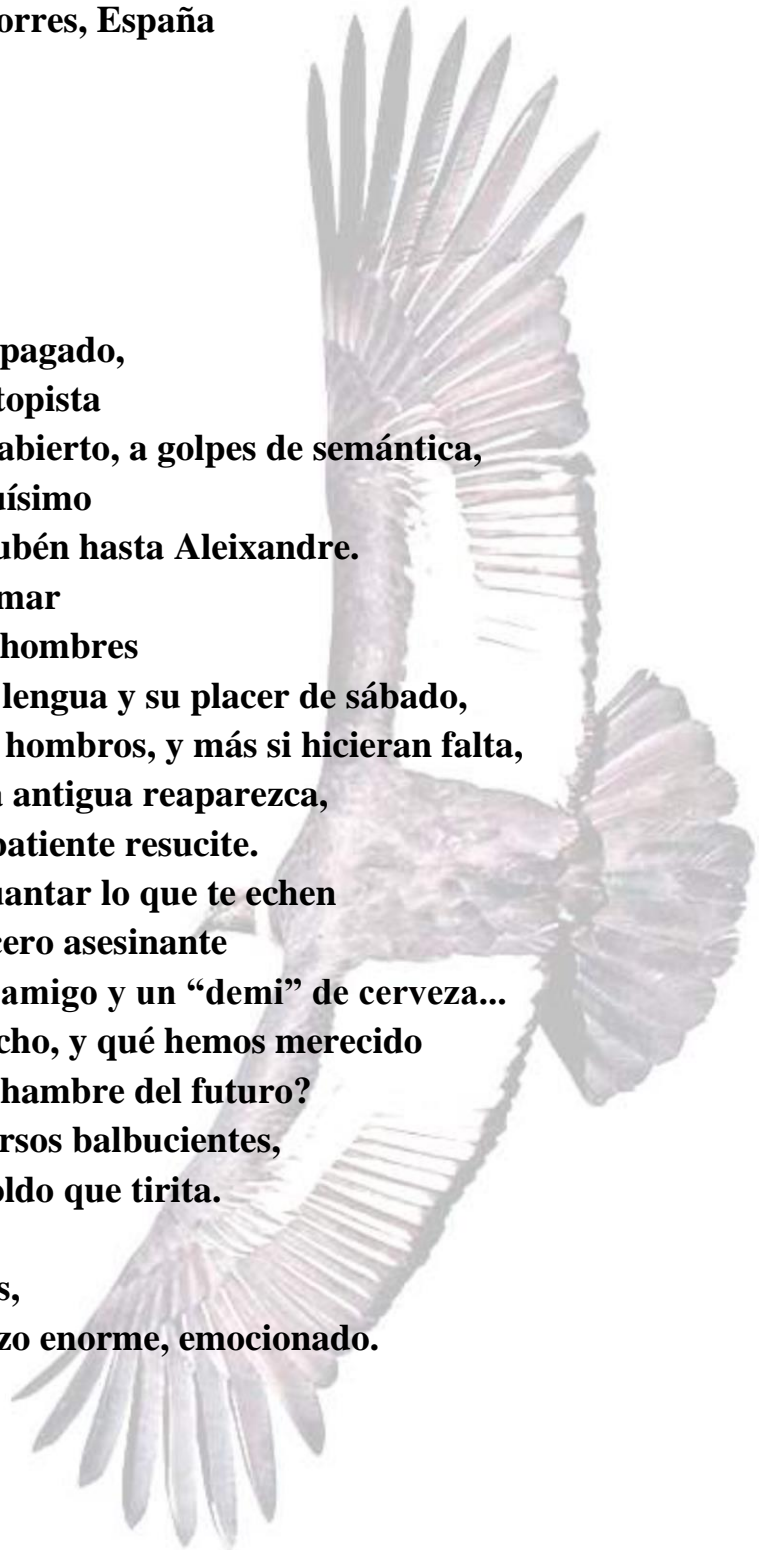 orres, España
pagado,
topista
abierto, a golpes de semántica,
uísimo
ubén hasta Aleixandre.
mar
hombres
lengua y su placer de sábado,
hombros, y más si hicieran falta,
a antigua reaparezca,
patiente resucite.
uantar lo que te echen
cero asesinante
amigo y un “demi” de cerveza...
cho, y qué hemos merecido
hambre del futuro?
rsos balbucientes,
oldo que tirita.
s,
zo enorme, emocionado.